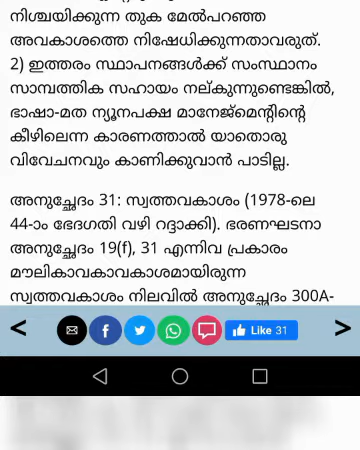 നിശ്ചയിക്കുന്ന തുക മേൽപറഞ്ഞ
അവകാശത്തെ നിഷേധിക്കുന്നതാവരുത്.
2) ഇത്തരം സ്ഥാപനങ്ങൾക്ക് സംസ്ഥാനം
സാമ്പത്തിക സഹായം നല്കുന്നുണ്ടെങ്കിൽ,
ഭാഷാ-മത ന്യൂനപക്ഷ മാനേജ്മെന്റിന്റെ
കീഴിലെന്ന കാരണത്താൽ യാതൊരു
വിവേചനവും കാണിക്കുവാൻ പാടില്ല.
അനുച്ഛേദം 31: സ്വത്തവകാശം (1978-ലെ
44-ാം ഭേദഗതി വഴി റദ്ദാക്കി). ഭരണഘടനാ
അനുച്ഛേദം 19(f), 31 എന്നിവ പ്രകാരം
മൗലികാവകാവകാശമായിരുന്ന
സ്വത്തവകാശം നിലവിൽ അനുച്ഛേദം 300A-
Like 31